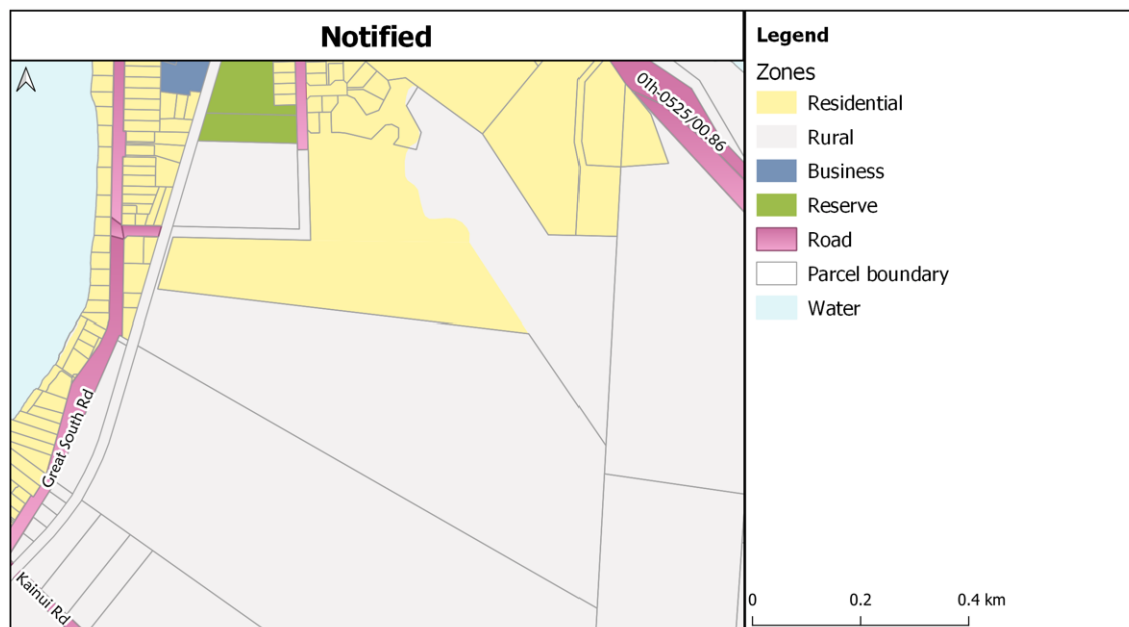 Notified
01h-0525/00.86
Great South Rd
Kainui Rd
Legend
Zones
Residential
Rural
Business
Reserve
Road
Parcel boundary
Water
0 0.2 0.4 km